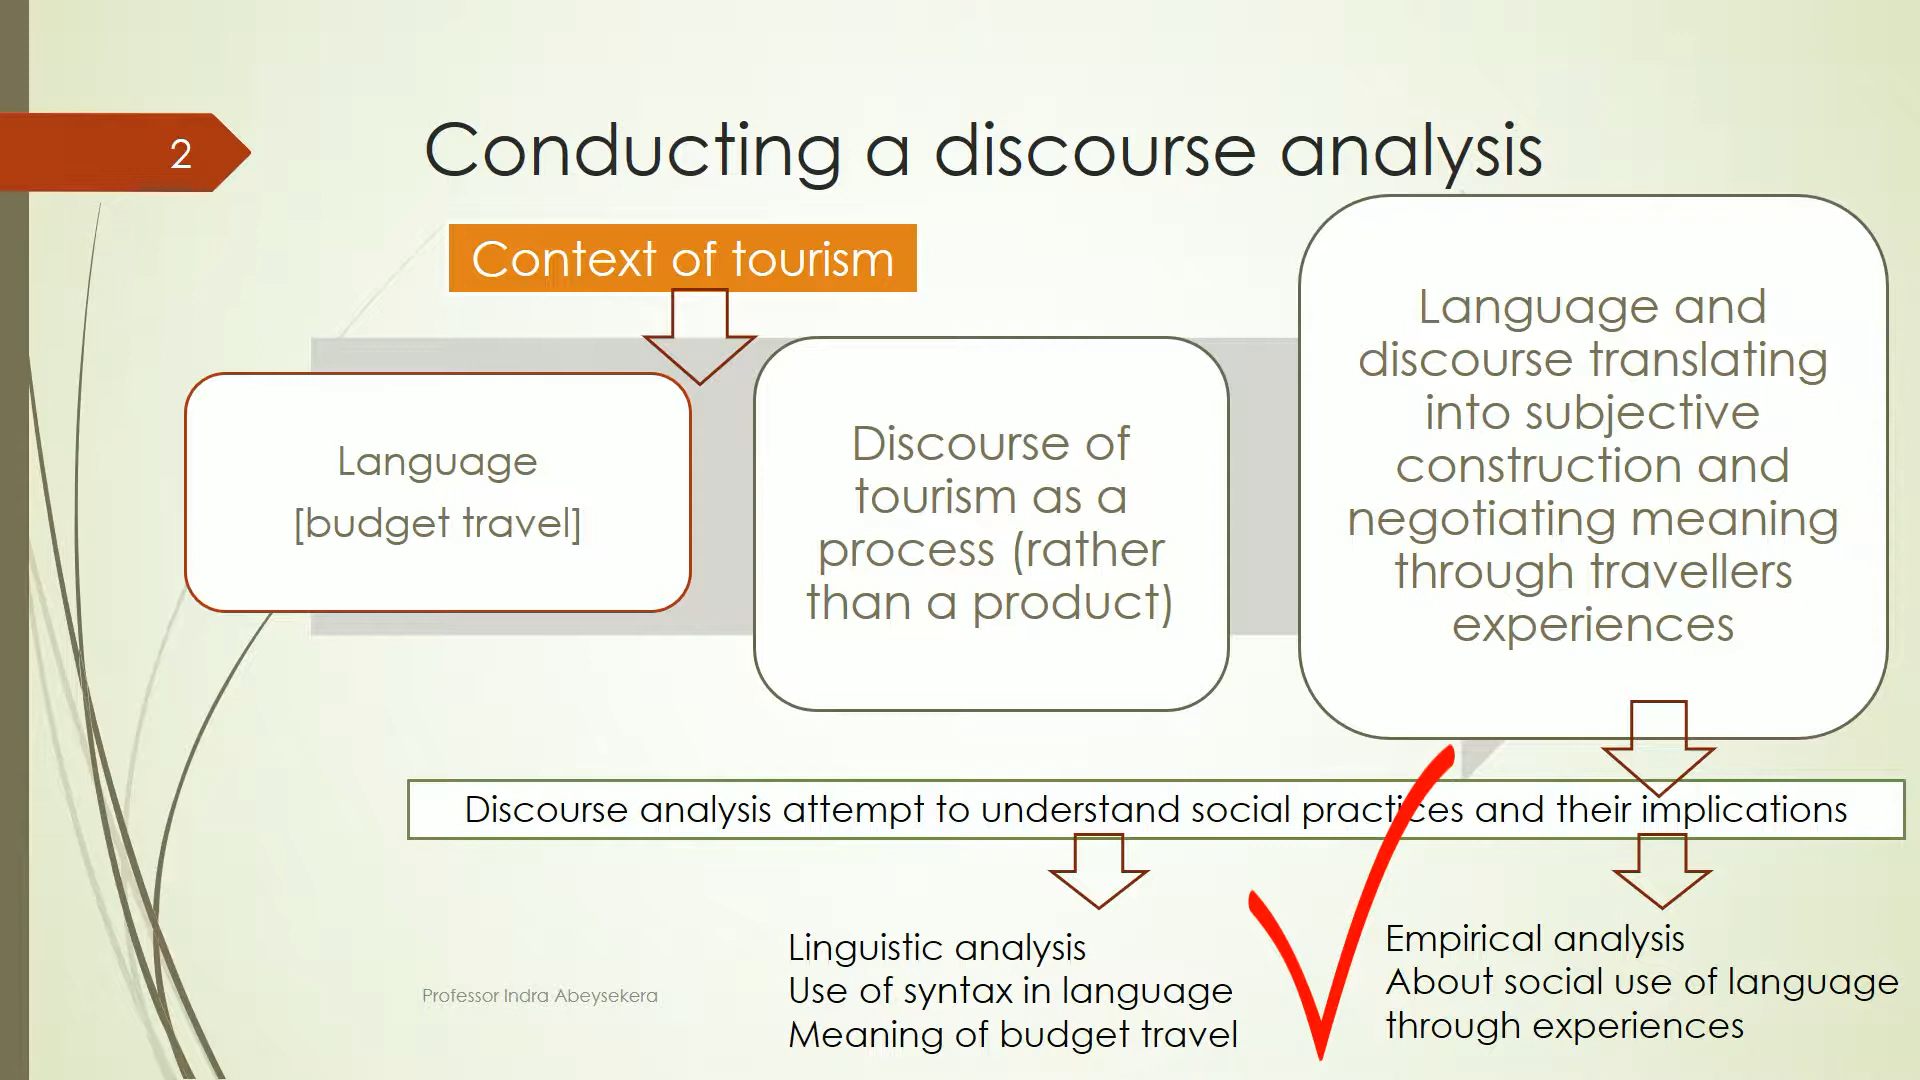 2
Conducting a discourse analysis
Context of tourism
Language
[budget travel]
Discourse of
tourism as a
process (rather
than a product)
Language and
discourse translating
into subjective
construction and
negotiating meaning
through travellers
experiences
Discourse analysis attempt to understand social practices and their implications
Linguistic analysis
Use of syntax in language
Meaning of budget travel
Empirical analysis
About social use of language
through experiences
Professor Indra Abeysekera